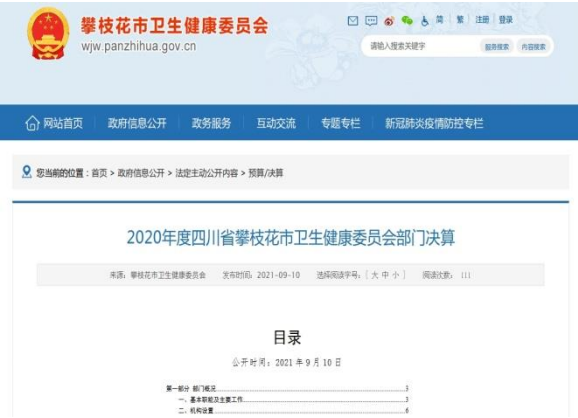 攀枝花市卫生健康委员会
wjw.panzhihua.gov.cn
简 繁 注册 登录
请输入搜索关键字 服务搜索 内容搜索
网站首页 政府信息公开 政务服务 互动交流 专题专栏 新冠肺炎疫情防控专栏
您当前的位置：首页 > 政府信息公开 > 法定主动公开内容 > 预算/决算
2020年度四川省攀枝花市卫生健康委员会部门决算
来源：攀枝花市卫生健康委员会 发布时间：2021-09-10 选择阅读字号：[ 大 中 小 ] 阅读次数： 111
目录
公开时间：2021年9月10日
第一部分 部门概况 3
一、基本职能及主要工作 3
二、机构设置 6